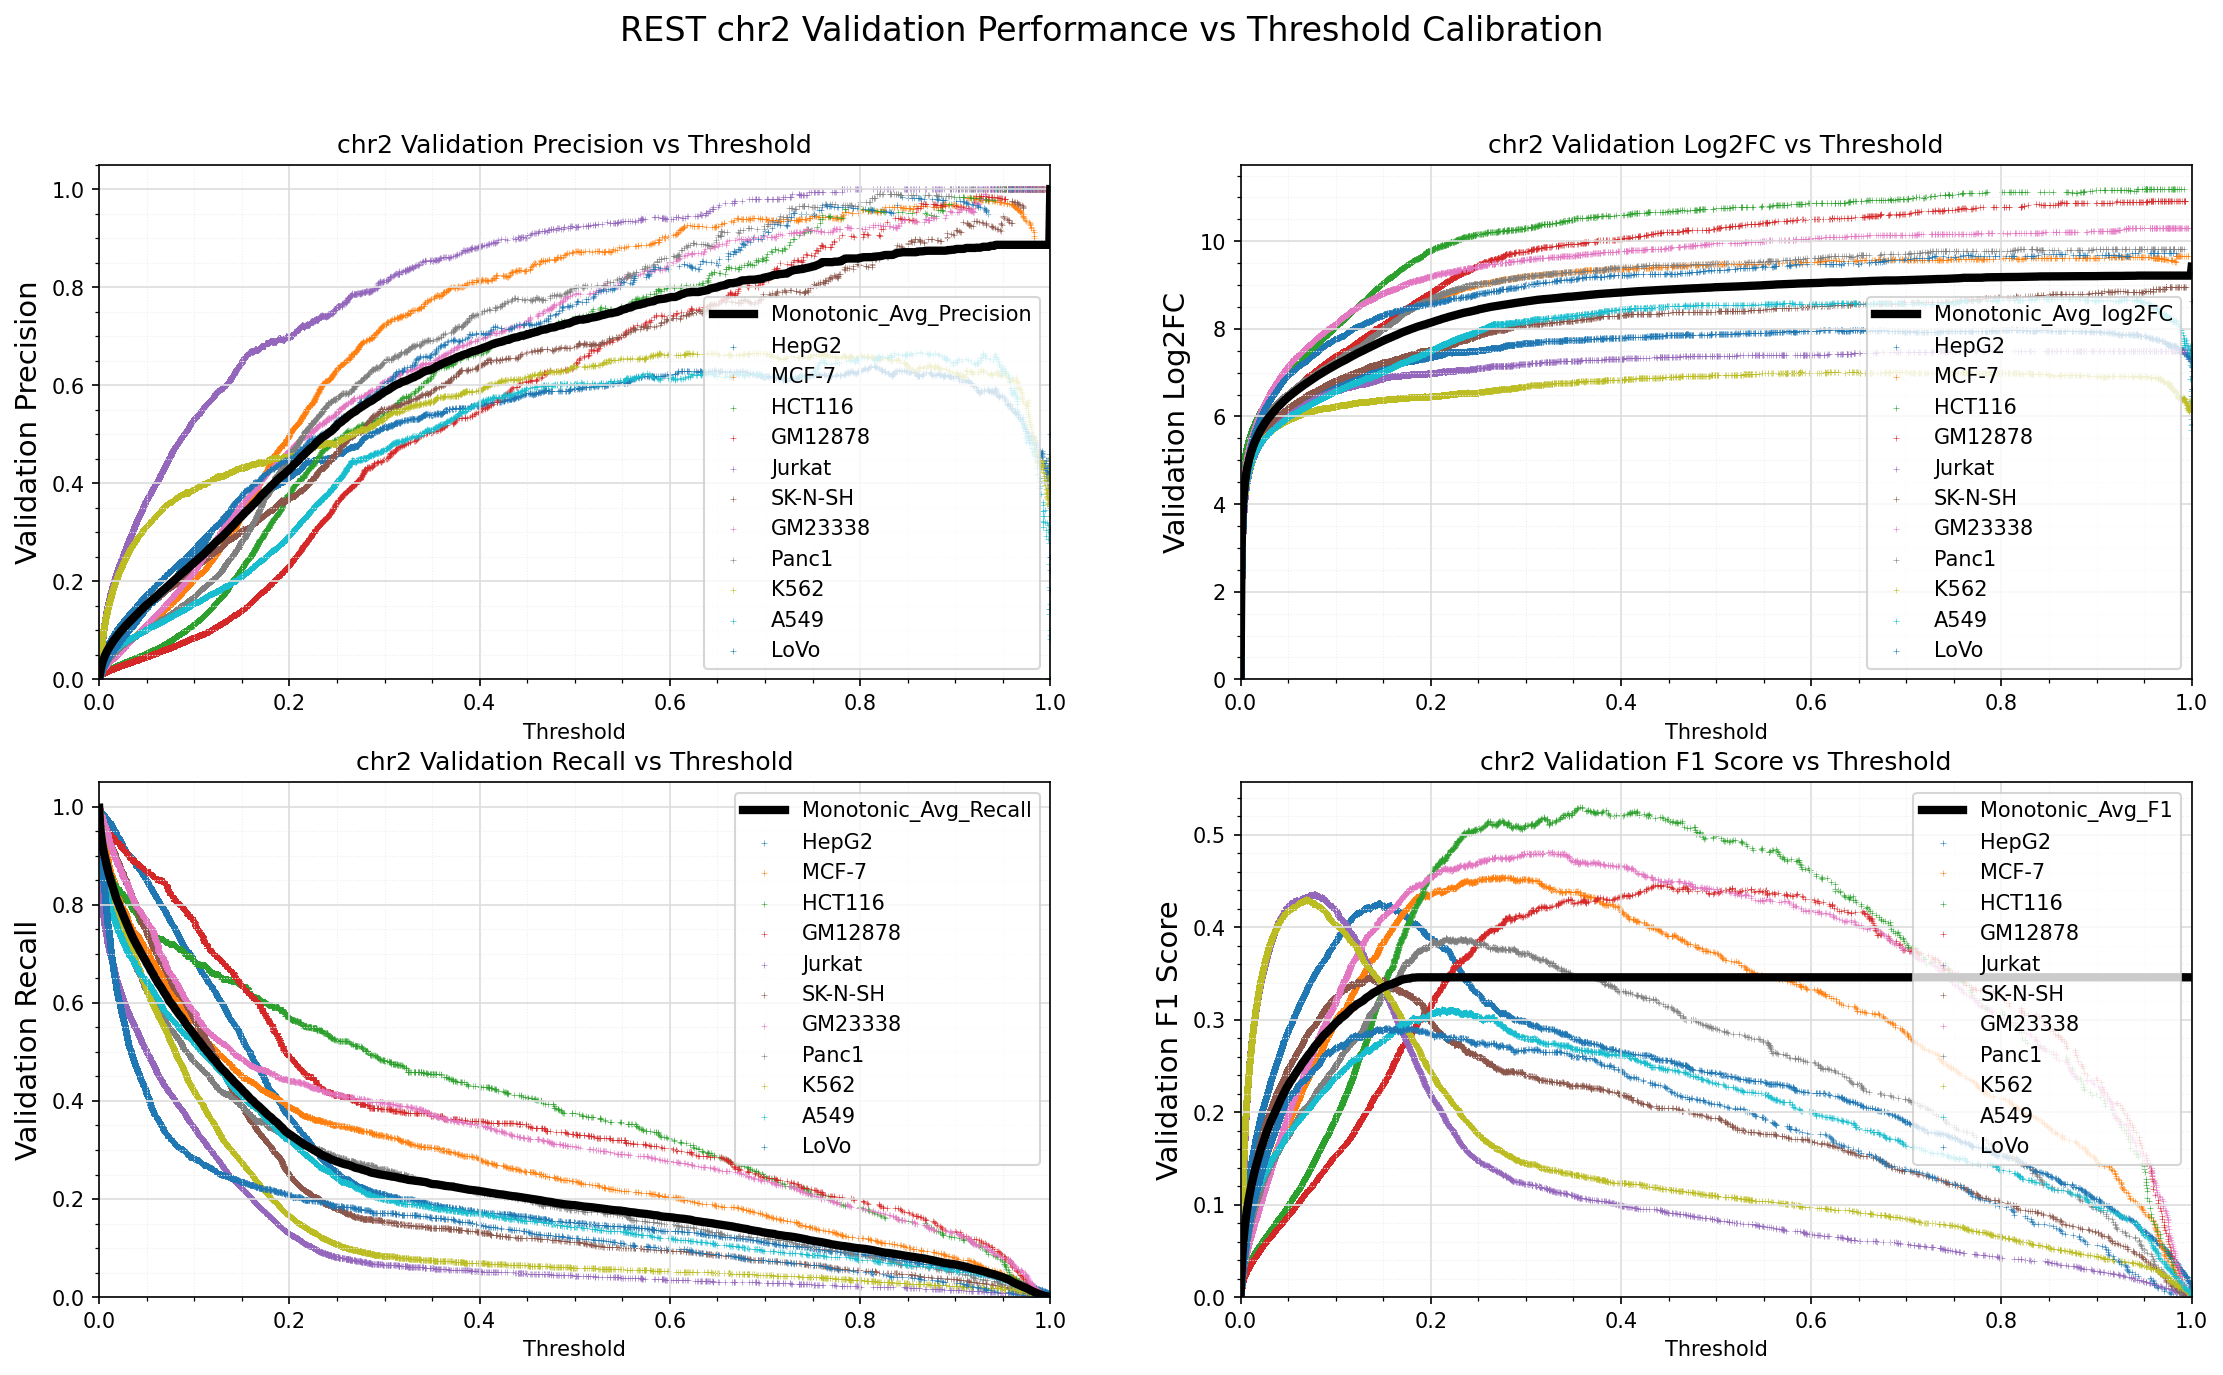 REST chr2 Validation Performance vs Threshold Calibration
chr2 Validation Precision vs Threshold
Validation Precision
1.0
0.8
0.6
0.4
0.2
0.0
0.0 0.2 0.4 0.6 0.8 1.0
Threshold
Monotonic_Avg_Precision
HepG2
MCF-7
HCT116
GM12878
Jurkat
SK-N-SH
GM23338
Panc1
K562
A549
LoVo
chr2 Validation Log2FC vs Threshold
Validation Log2FC
10
8
6
4
2
0
0.0 0.2 0.4 0.6 0.8 1.0
Threshold
Monotonic_Avg_log2FC
HepG2
MCF-7
HCT116
GM12878
Jurkat
SK-N-SH
GM23338
Panc1
K562
A549
LoVo
chr2 Validation Recall vs Threshold
Validation Recall
1.0
0.8
0.6
0.4
0.2
0.0
0.0 0.2 0.4 0.6 0.8 1.0
Threshold
Monotonic_Avg_Recall
HepG2
MCF-7
HCT116
GM12878
Jurkat
SK-N-SH
GM23338
Panc1
K562
A549
LoVo
chr2 Validation F1 Score vs Threshold
Validation F1 Score
0.5
0.4
0.3
0.2
0.1
0.0
0.0 0.2 0.4 0.6 0.8 1.0
Threshold
Monotonic_Avg_F1
HepG2
MCF-7
HCT116
GM12878
Jurkat
SK-N-SH
GM23338
Panc1
K562
A549
LoVo